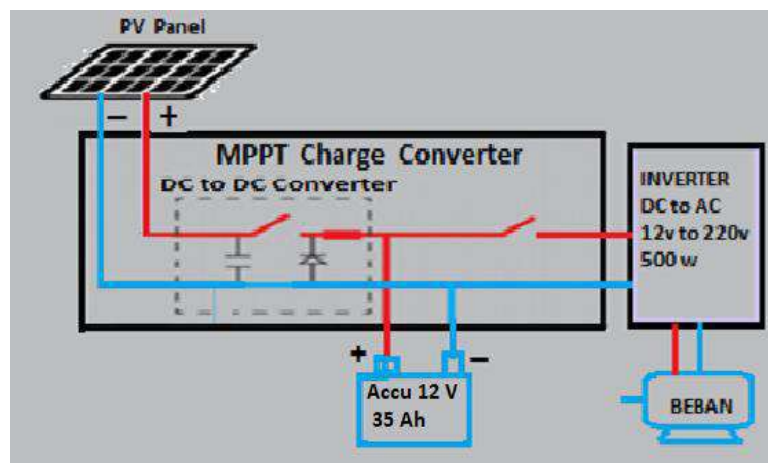 PV Panel
− +
MPPT Charge Converter
DC to DC Converter
INVERTER
DC to AC
12v to 220v
500 w
+ −
Accu 12 V
35 Ah
BEBAN